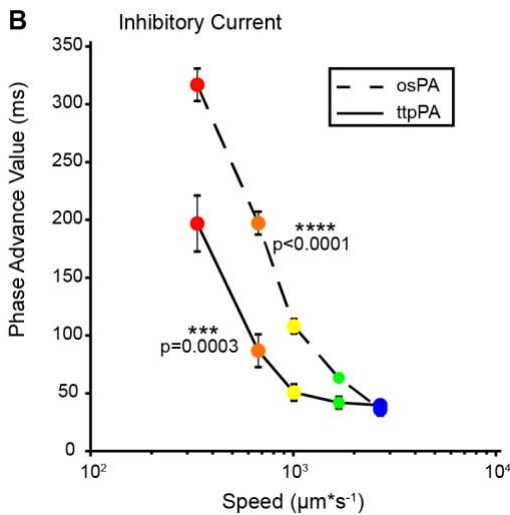 B
Inhibitory Current
osPA
ttpPA
Phase Advance Value (ms)
350
300
200
150
100
50
0
****
p<0.0001
***
p=0.0003
10²
10³
10⁴
Speed (µm*s⁻¹)